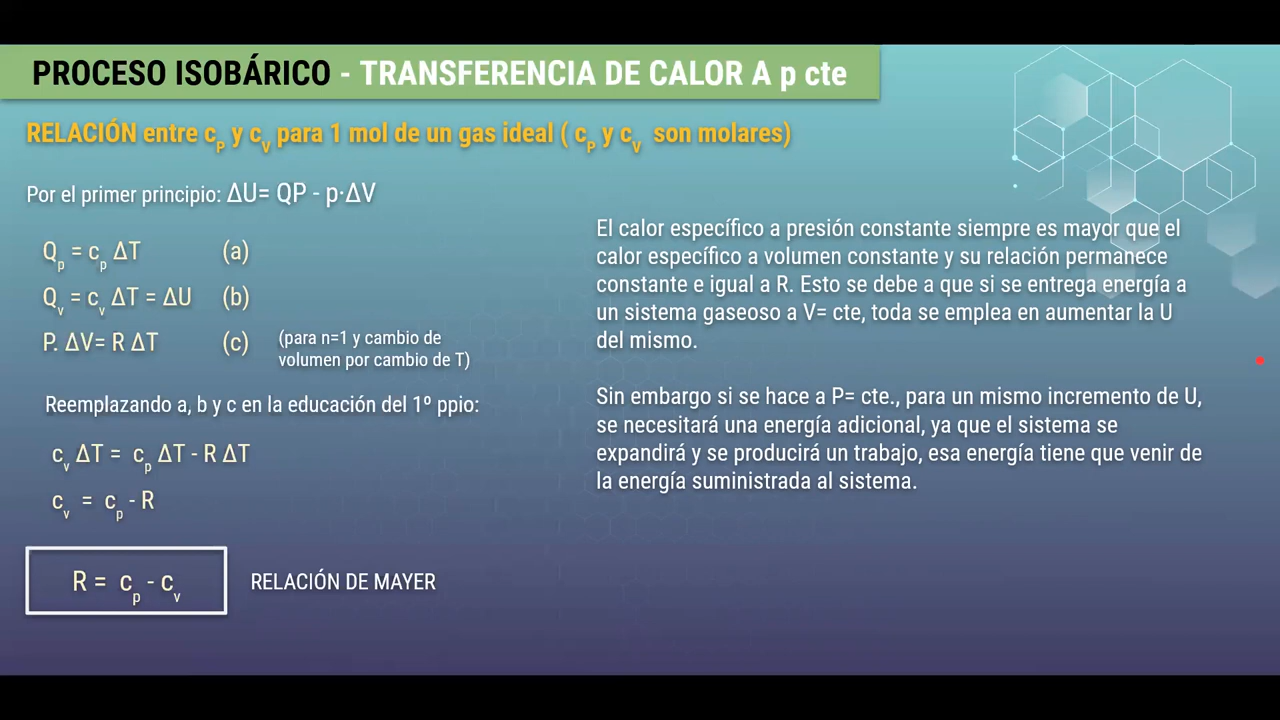 PROCESO ISOBÁRICO - TRANSFERENCIA DE CALOR A p cte
RELACIÓN entre cP y cV para 1 mol de un gas ideal ( cP y cV son molares)
Por el primer principio: ΔU= QP - p·ΔV
Qp = cp ΔT (a)
Qv = cv ΔT = ΔU (b)
P. ΔV= R ΔT (c)
(para n=1 y cambio de
volumen por cambio de T)
Reemplazando a, b y c en la educación del 1º ppio:
cv ΔT = cp ΔT - R ΔT
cv = cp - R
R = cp - cv
RELACIÓN DE MAYER
El calor específico a presión constante siempre es mayor que el
calor específico a volumen constante y su relación permanece
constante e igual a R. Esto se debe a que si se entrega energía a
un sistema gaseoso a V= cte, toda se emplea en aumentar la U
del mismo.
Sin embargo si se hace a P= cte., para un mismo incremento de U,
se necesitará una energía adicional, ya que el sistema se
expandirá y se producirá un trabajo, esa energía tiene que venir de
la energía suministrada al sistema.